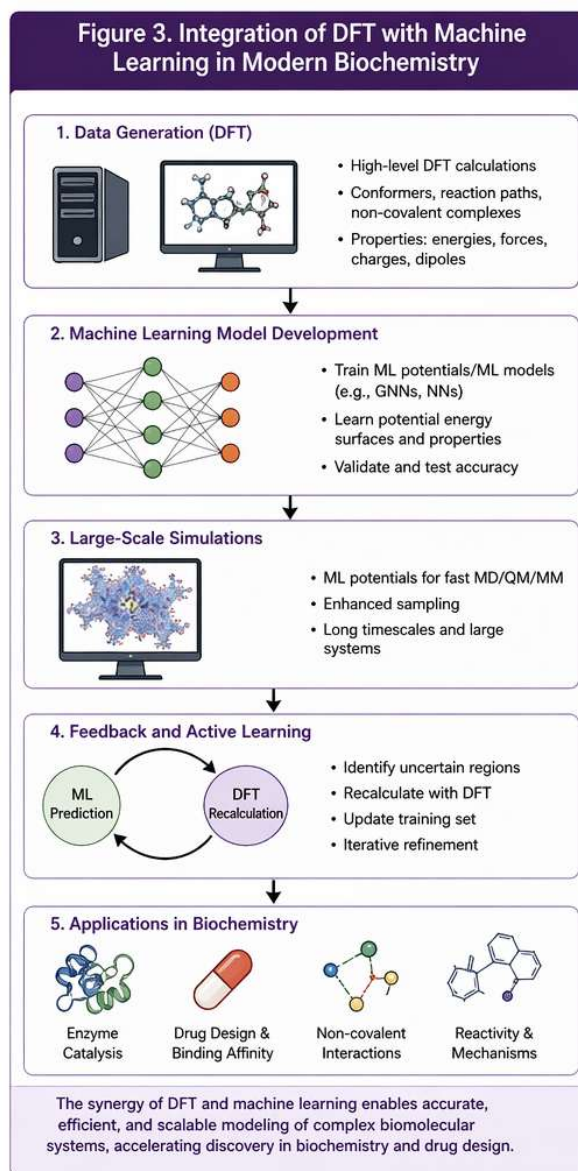 Figure 3. Integration of DFT with Machine
Learning in Modern Biochemistry
1. Data Generation (DFT)
• High-level DFT calculations
• Conformers, reaction paths,
non-covalent complexes
• Properties: energies, forces,
charges, dipoles
2. Machine Learning Model Development
• Train ML potentials/ML models
(e.g., GNNs, NNs)
• Learn potential energy
surfaces and properties
• Validate and test accuracy
3. Large-Scale Simulations
• ML potentials for fast MD/QM/MM
• Enhanced sampling
• Long timescales and large
systems
4. Feedback and Active Learning
ML
Prediction
DFT
Recalculation
• Identify uncertain regions
• Recalculate with DFT
• Update training set
• Iterative refinement
5. Applications in Biochemistry
Enzyme
Catalysis
Drug Design &
Binding Affinity
Non-covalent
Interactions
Reactivity &
Mechanisms
The synergy of DFT and machine learning enables accurate,
efficient, and scalable modeling of complex biomolecular
systems, accelerating discovery in biochemistry and drug design.